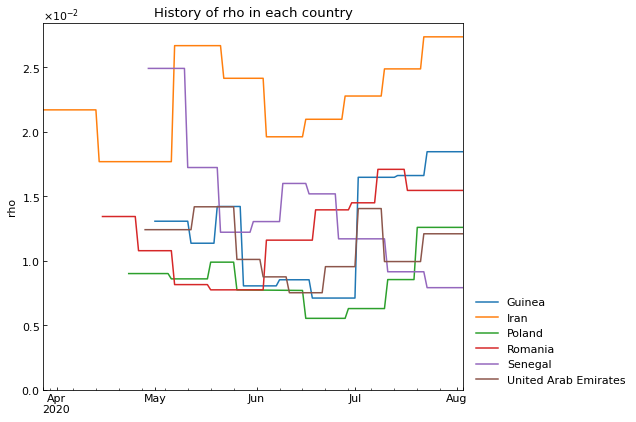 History of rho in each country
×10⁻²
2.5
2.0
1.5
1.0
0.5
0.0
rho
Apr
2020
May
Jun
Jul
Aug
Guinea
Iran
Poland
Romania
Senegal
United Arab Emirates